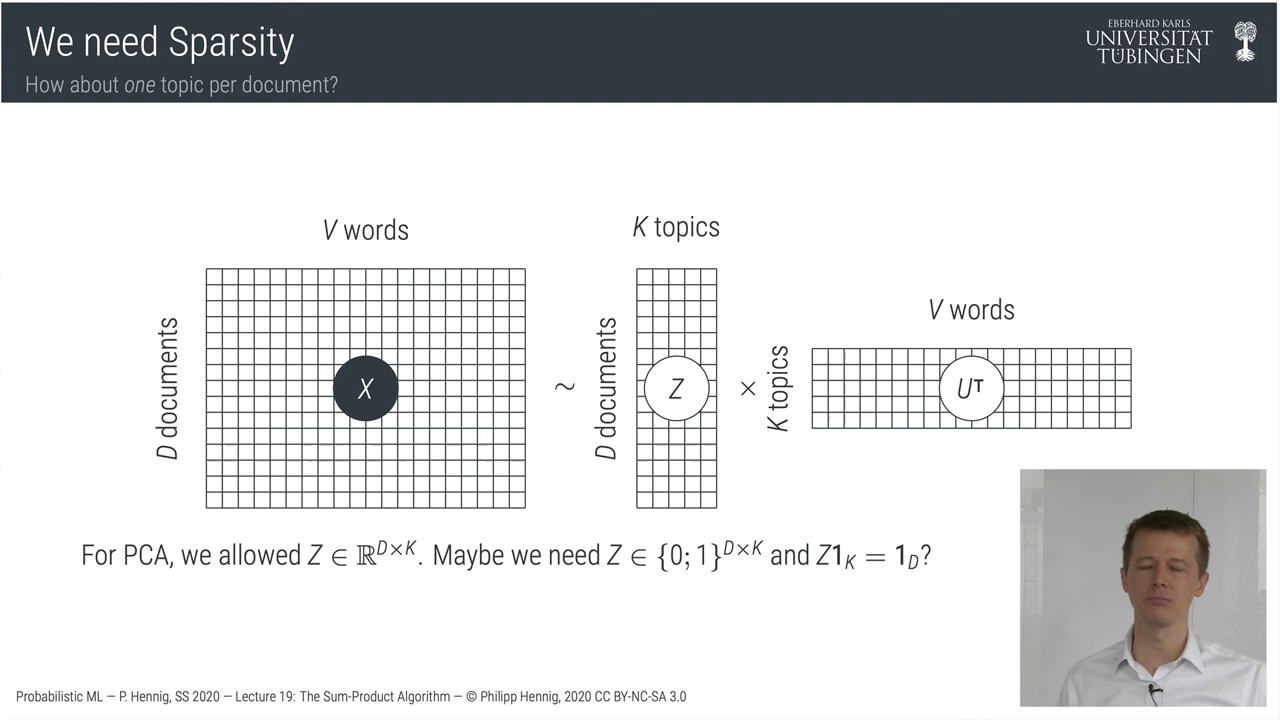 We need Sparsity
How about one topic per document?
EBERHARD KARLS
UNIVERSITÄT
TÜBINGEN
V words
K topics
D documents
X
∼
D documents
Z
×
K topics
V words
Uᵀ
For PCA, we allowed Z ∈ ℝ^{D×K}. Maybe we need Z ∈ {0; 1}^{D×K} and Z𝟏_K = 𝟏_D?
Probabilistic ML — P. Hennig, SS 2020 — Lecture 19: The Sum-Product Algorithm — © Philipp Hennig, 2020 CC BY-NC-SA 3.0